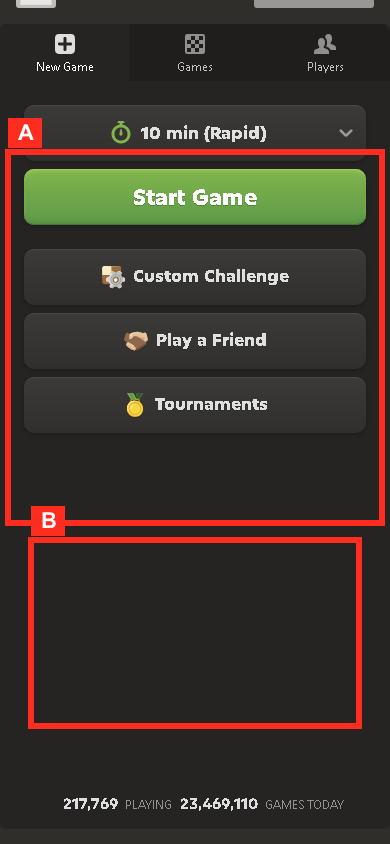 New Game Games Players
A
10 min (Rapid)
Start Game
Custom Challenge
Play a Friend
Tournaments
B
217,769 PLAYING 23,469,110 GAMES TODAY